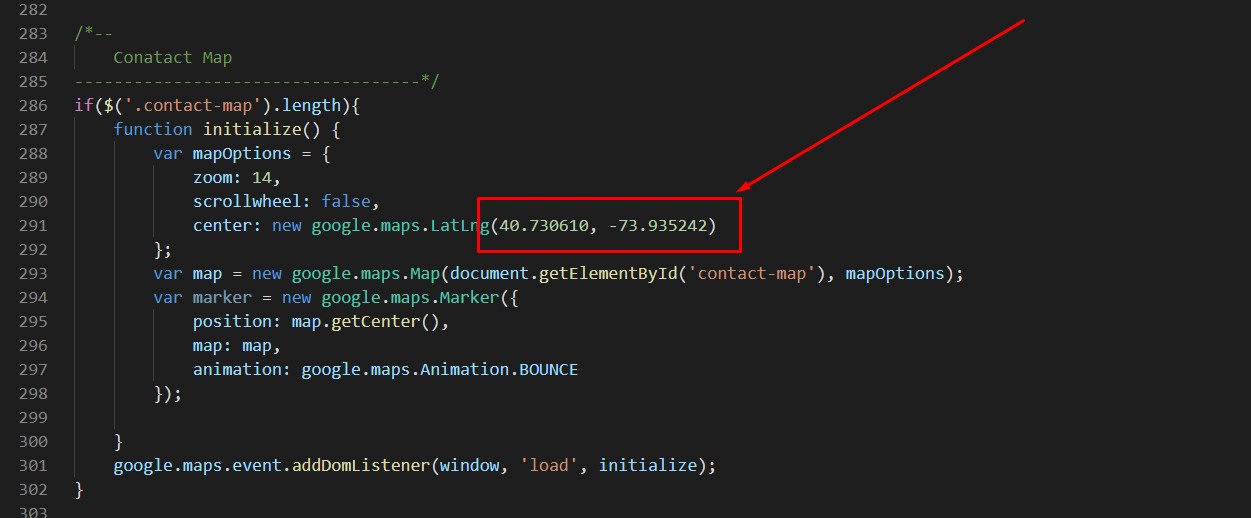 282
283 /*--
284     Conatact Map
285 -----------------------------------*/
286 if($('.contact-map').length){
287     function initialize() {
288         var mapOptions = {
289             zoom: 14,
290             scrollwheel: false,
291             center: new google.maps.LatLng(40.730610, -73.935242)
292         };
293         var map = new google.maps.Map(document.getElementById('contact-map'), mapOptions);
294         var marker = new google.maps.Marker({
295             position: map.getCenter(),
296             map: map,
297             animation: google.maps.Animation.BOUNCE
298         });
299
300     }
301     google.maps.event.addDomListener(window, 'load', initialize);
302 }
303